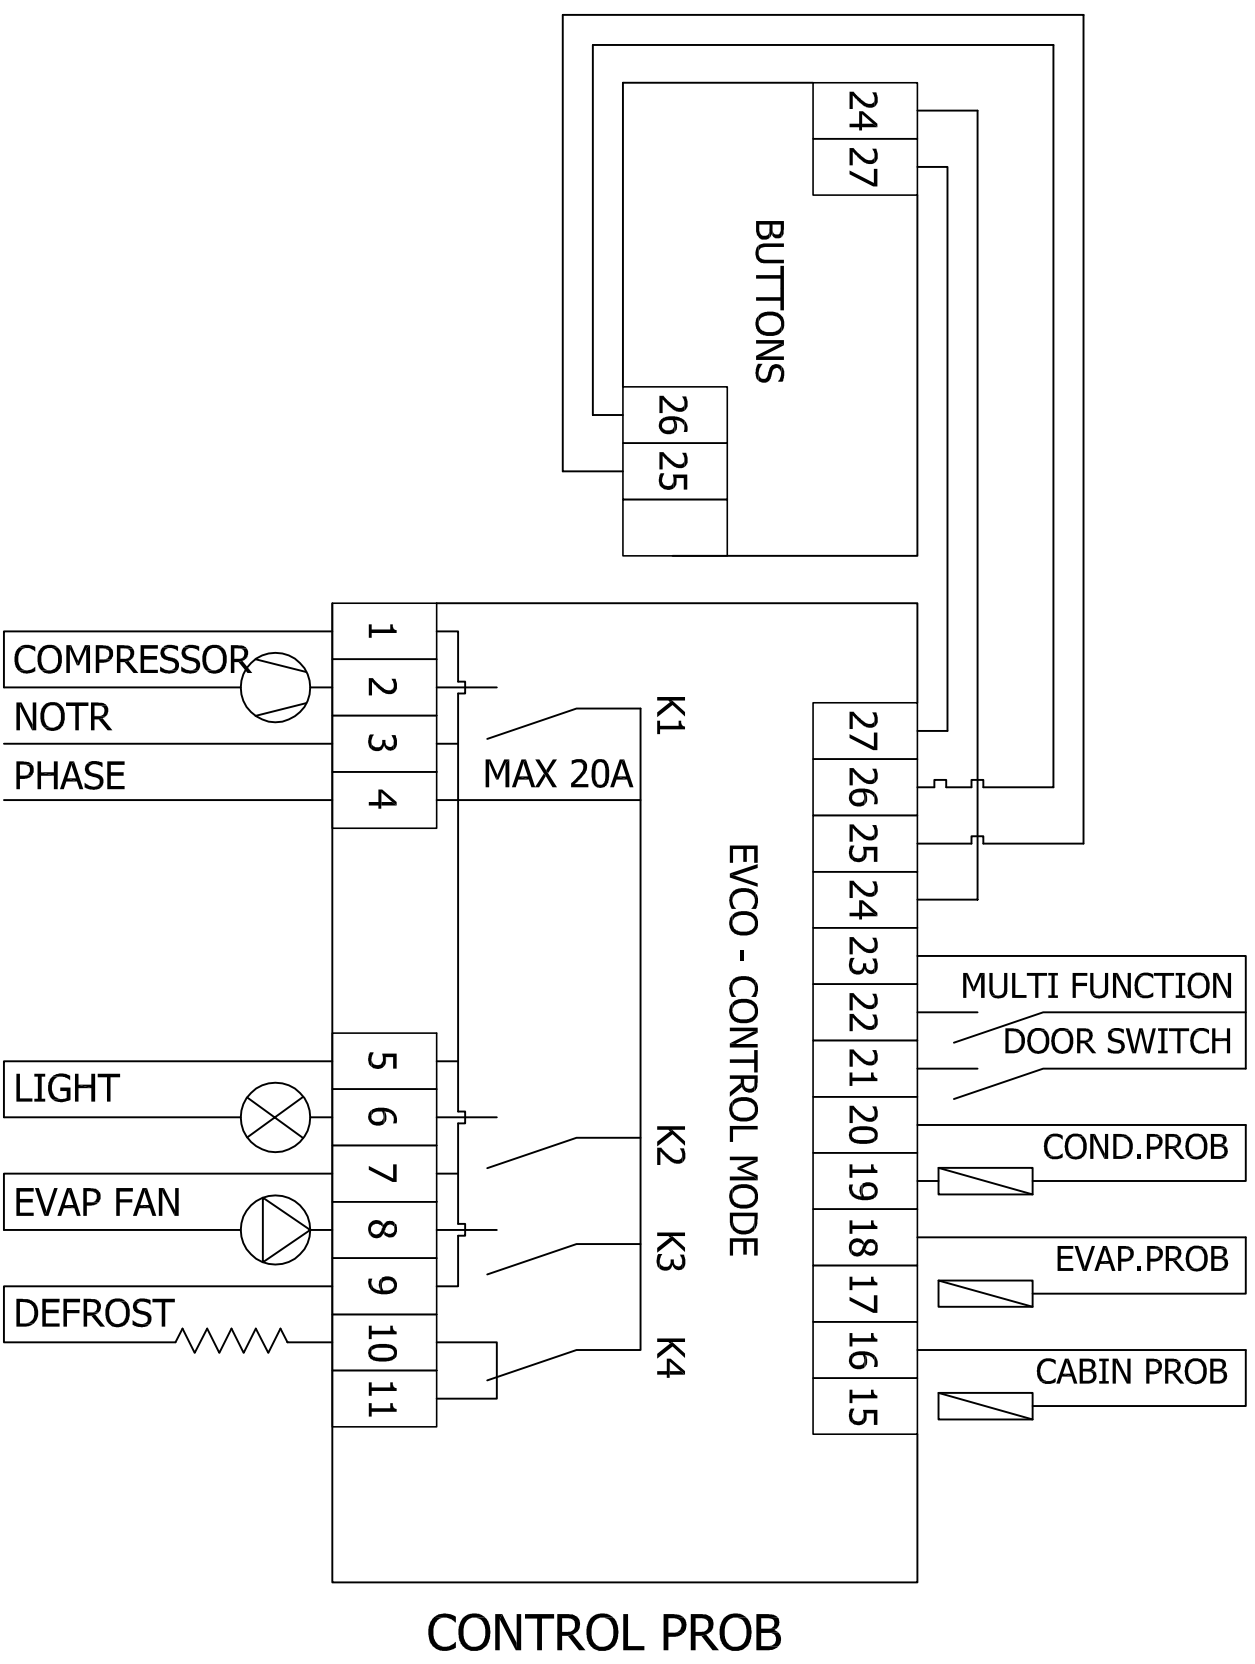 24
27
BUTTONS
26
25
1
COMPRESSOR
2
NOTR
3
PHASE
4
K1
MAX 20A
EVCO - CONTROL MODE
27
26
25
24
23
MULTI FUNCTION
22
DOOR SWITCH
21
20
COND.PROB
19
18
EVAP.PROB
17
16
CABIN PROB
15
5
LIGHT
6
K2
7
EVAP FAN
8
K3
9
DEFROST
10
K4
11
CONTROL PROB